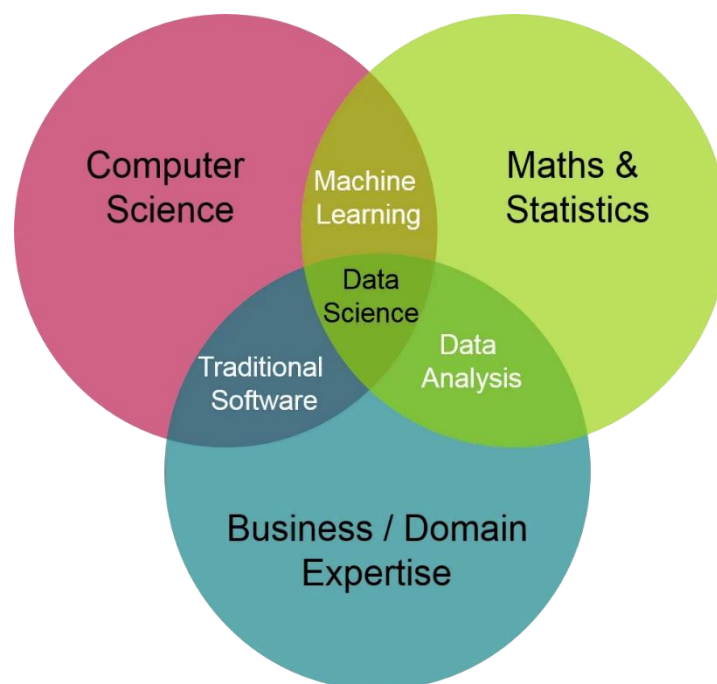 Computer
Science
Maths &
Statistics
Machine
Learning
Data
Science
Traditional
Software
Data
Analysis
Business / Domain
Expertise